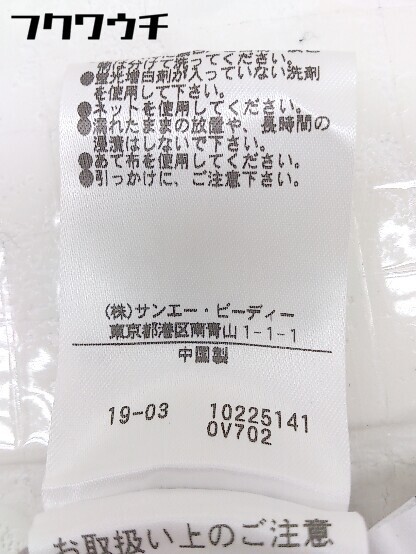 フクワウチ
物は分けて洗ってください。
●蛍光増白剤が入っていない洗剤
を使用して下さい。
●ネットを使用してください。
●濡れたままの放置や、長時間の
浸漬はしないで下さい。
●あて布を使用してください。
●引っかけに、ご注意下さい。
(株)サンエー・ビーディー
東京都港区南青山1-1-1
中国製
19-03 10225141
0V702
お取扱い上のご注意